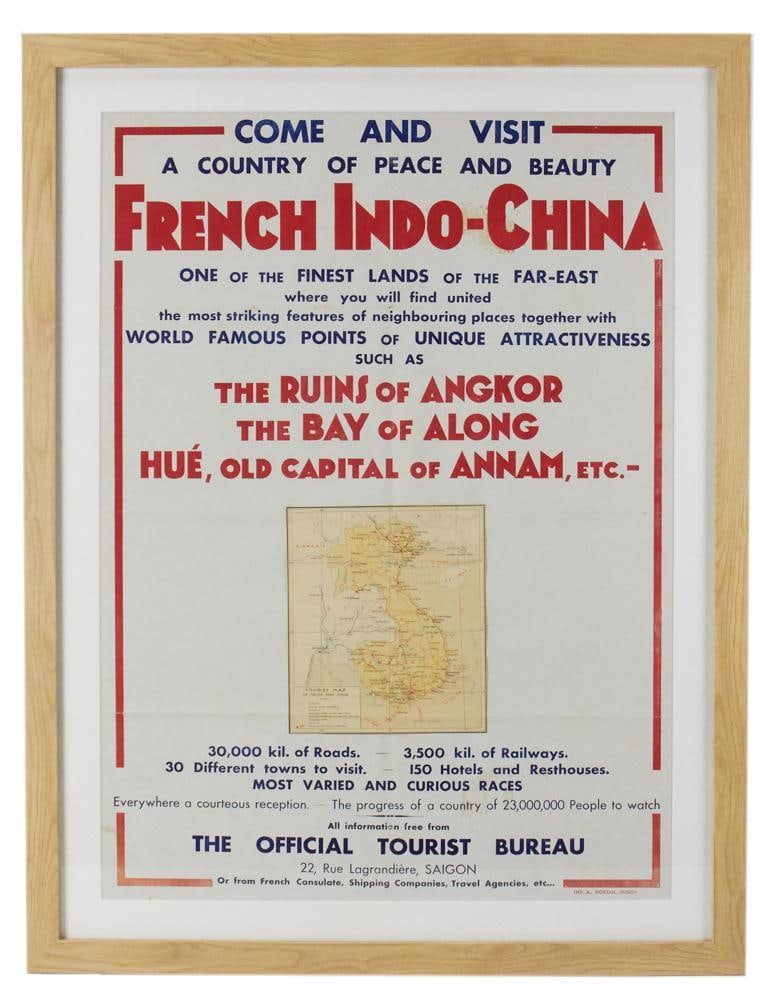 COME AND VISIT
A COUNTRY OF PEACE AND BEAUTY
FRENCH INDO-CHINA
ONE OF THE FINEST LANDS OF THE FAR-EAST
where you will find united
the most striking features of neighbouring places together with
WORLD FAMOUS POINTS OF UNIQUE ATTRACTIVENESS
SUCH AS
THE RUINS OF ANGKOR
THE BAY OF ALONG
HUÉ, OLD CAPITAL OF ANNAM, ETC.-
TOURIST MAP
30,000 kil. of Roads. — 3,500 kil. of Railways.
30 Different towns to visit. — 150 Hotels and Resthouses.
MOST VARIED AND CURIOUS RACES
Everywhere a courteous reception. — The progress of a country of 23,000,000 People to watch
All information free from
THE OFFICIAL TOURIST BUREAU
22, Rue Lagrandière, SAIGON
Or from French Consulate, Shipping Companies, Travel Agencies, etc...
IMP. A. PORTAIL, SAIGON